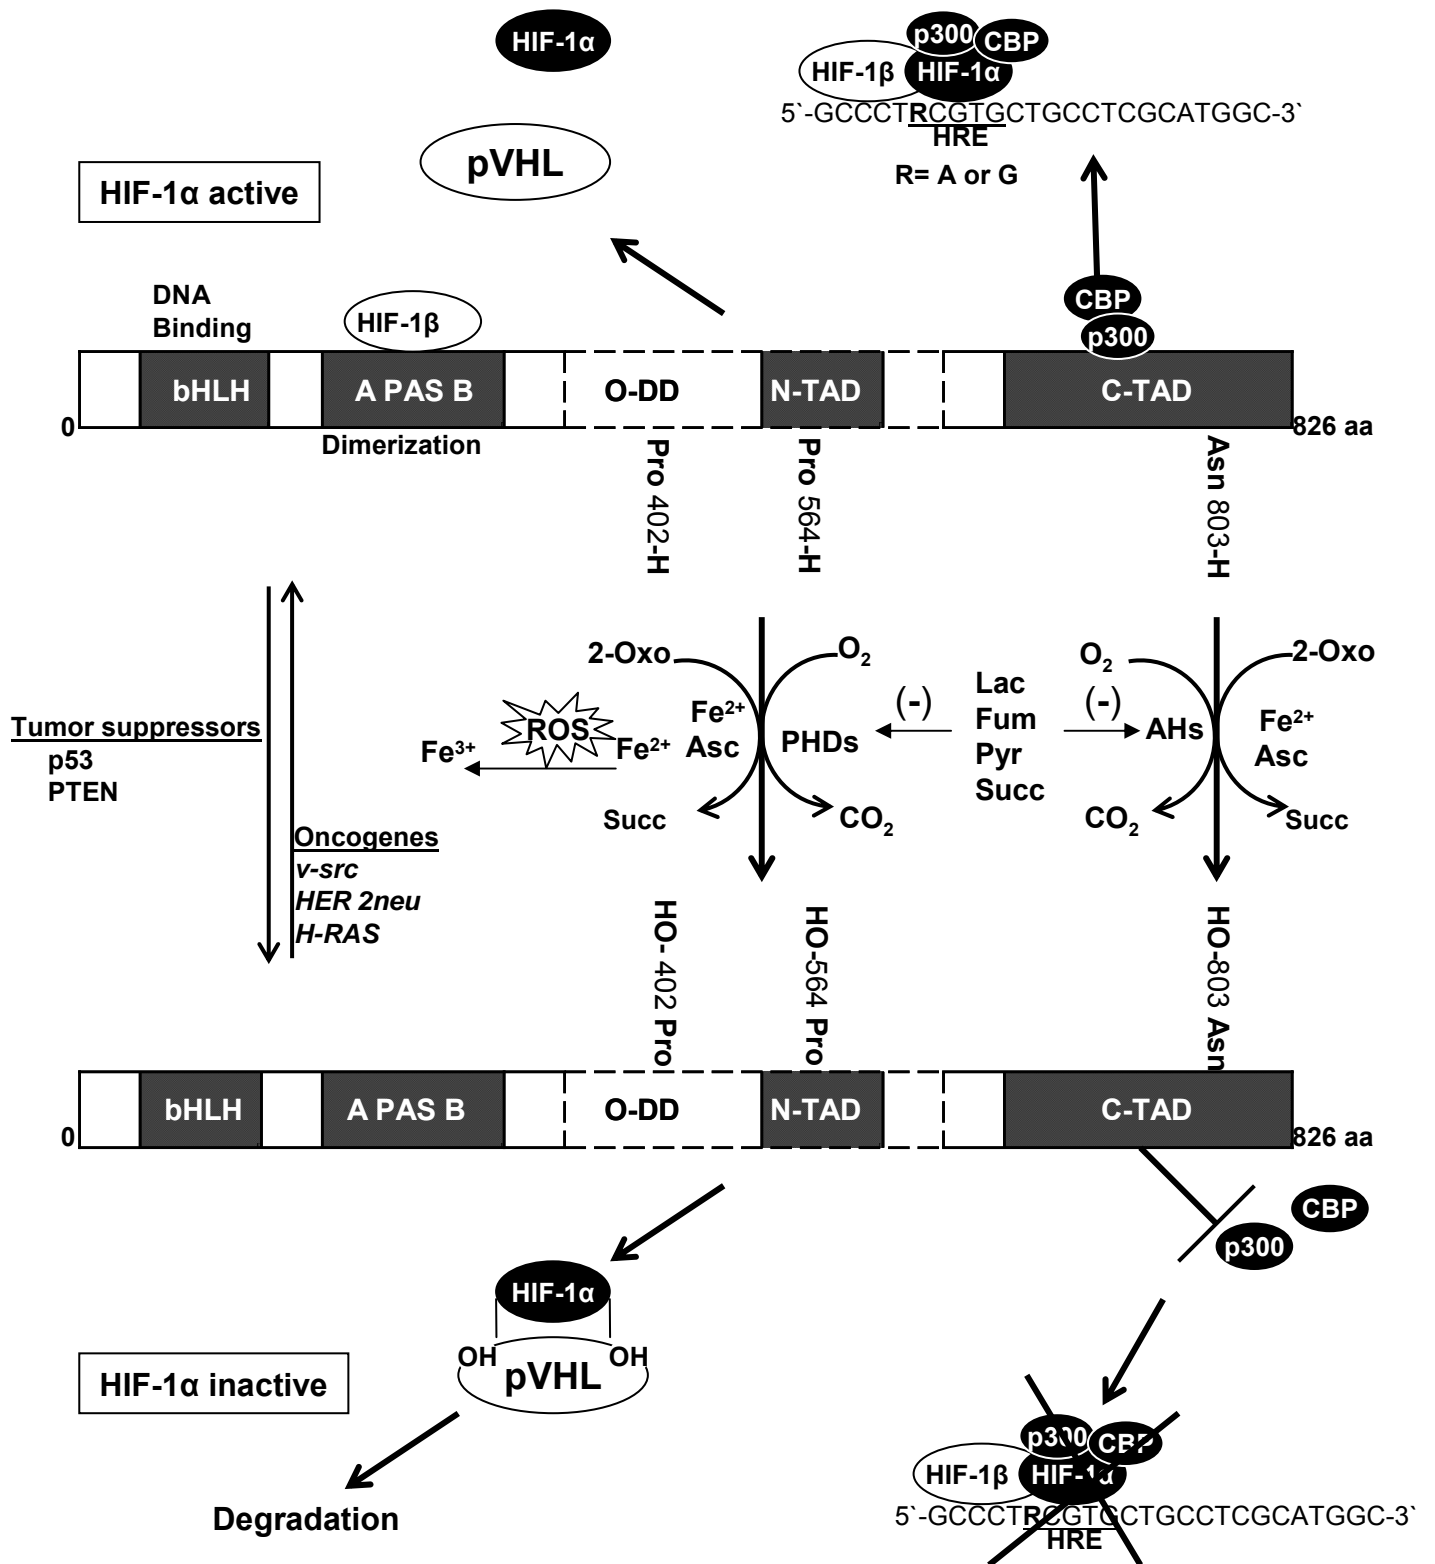 HIF-1α
p300
CBP
HIF-1β
HIF-1α
5`-GCCCTRCGTGCTGCCTCGCATGGC-3`
HRE
R= A or G
pVHL
HIF-1α active
DNA
Binding
HIF-1β
CBP
p300
bHLH
A PAS B
O-DD
N-TAD
C-TAD
0
826 aa
Dimerization
Pro 402-H
Pro 564-H
Asn 803-H
2-Oxo
O₂
O₂
2-Oxo
Lac
Fum
Pyr
Succ
(-)
(-)
Fe²⁺
Asc
PHDs
AHs
Fe²⁺
Asc
ROS
Fe³⁺
Fe²⁺
Succ
CO₂
CO₂
Succ
Tumor suppressors
p53
PTEN
Oncogenes
v-src
HER 2neu
H-RAS
HO- 402 Pro
HO-564 Pro
HO-803 Asn
bHLH
A PAS B
O-DD
N-TAD
C-TAD
0
826 aa
CBP
p300
HIF-1α
OH
OH
pVHL
HIF-1α inactive
Degradation
p300
CBP
HIF-1β
HIF-1α
5`-GCCCTRCGTGCTGCCTCGCATGGC-3`
HRE